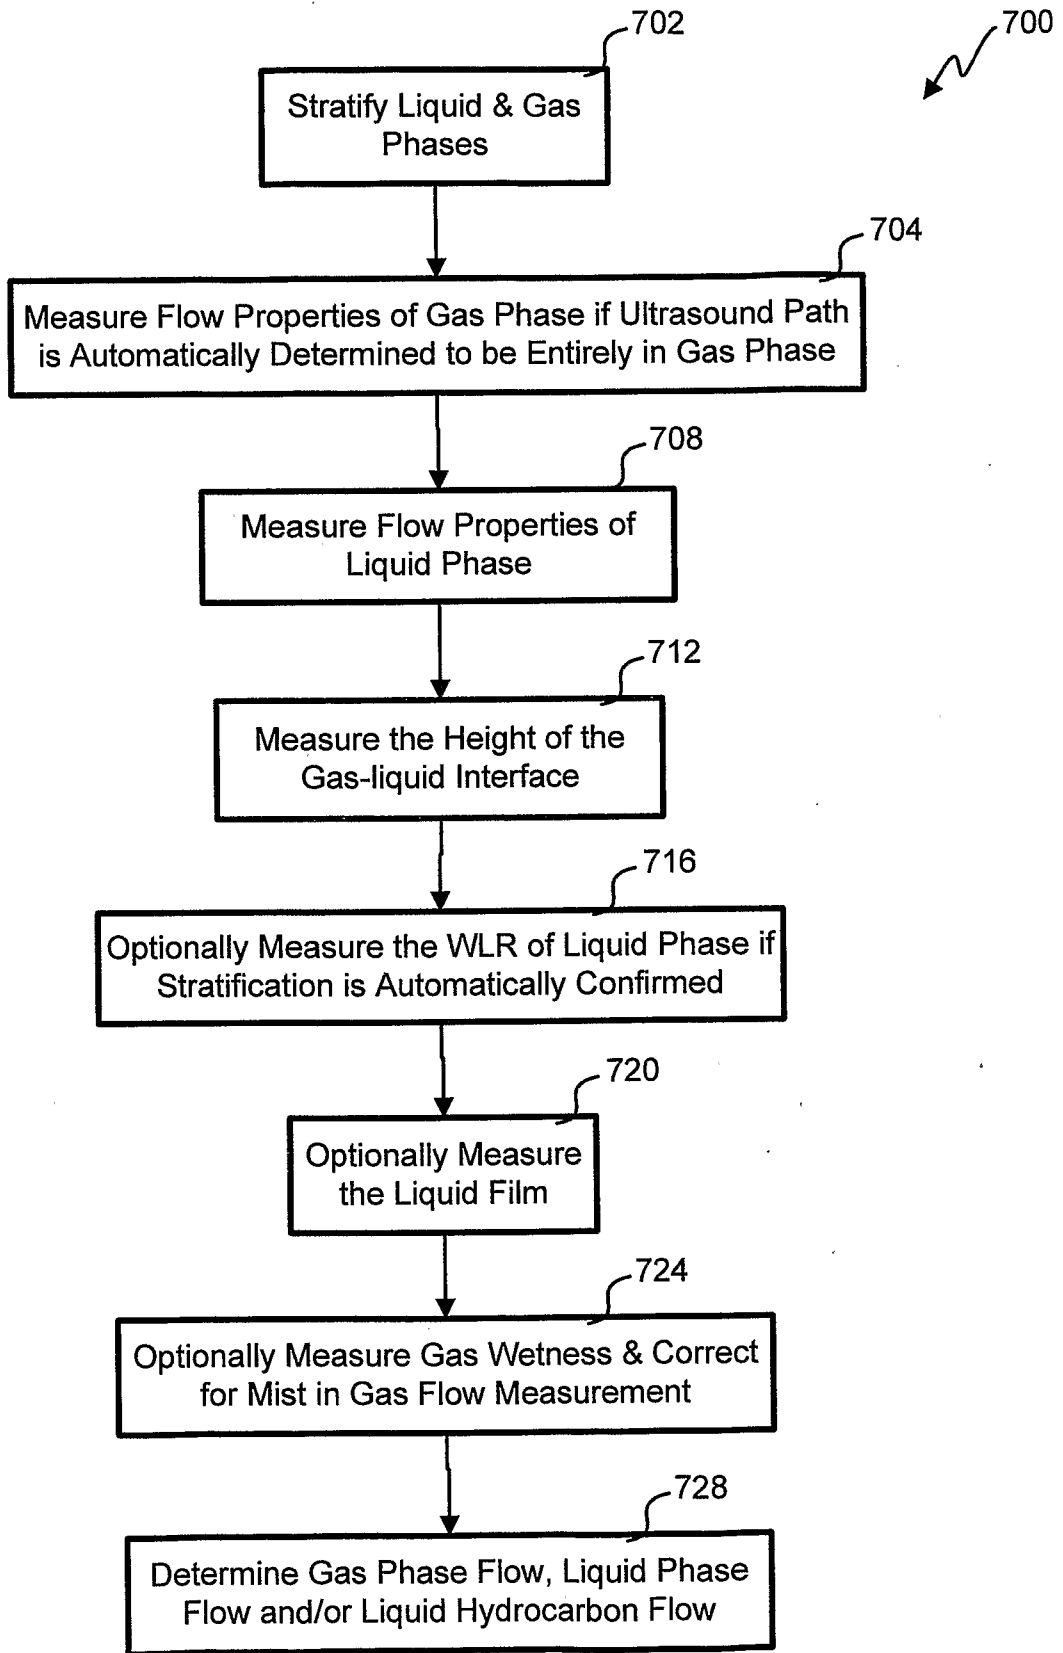 700
702
Stratify Liquid & Gas
Phases
704
Measure Flow Properties of Gas Phase if Ultrasound Path
is Automatically Determined to be Entirely in Gas Phase
708
Measure Flow Properties of
Liquid Phase
712
Measure the Height of the
Gas-liquid Interface
716
Optionally Measure the WLR of Liquid Phase if
Stratification is Automatically Confirmed
720
Optionally Measure
the Liquid Film
724
Optionally Measure Gas Wetness & Correct
for Mist in Gas Flow Measurement
728
Determine Gas Phase Flow, Liquid Phase
Flow and/or Liquid Hydrocarbon Flow